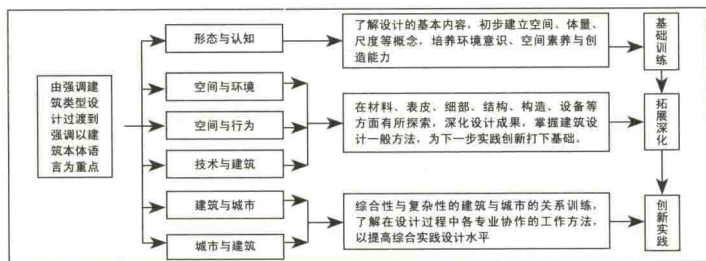 由强调建
筑类型设
计过渡到
强调以建
筑本体语
言为重点
形态与认知
空间与环境
空间与行为
技术与建筑
建筑与城市
城市与建筑
了解设计的基本内容，初步建立空间、体量、
尺度等概念，培养环境意识、空间素养与创
造能力
在材料、表皮、细部、结构、构造、设备等
方面有所探索，深化设计成果，掌握建筑设
计一般方法，为下一步实践创新打下基础。
综合性与复杂性的建筑与城市的关系训练，
了解在设计过程中各专业协作的工作方法，
以提高综合实践设计水平
基础训练
拓展深化
创新实践